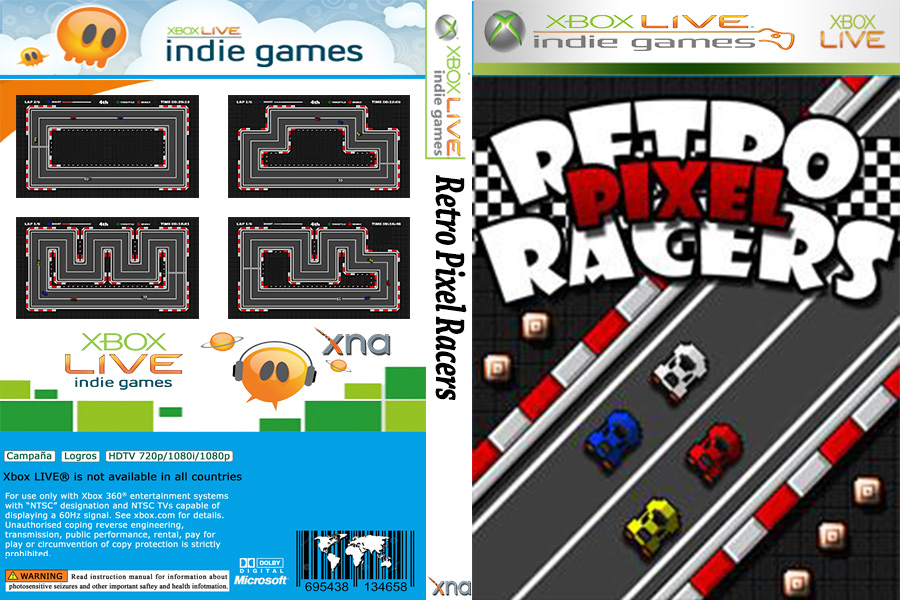 XBOX LIVE
indie games
4th
4th
4th
4th
XBOX
LIVE
indie games
xna
Campaña Logros HDTV 720p/1080i/1080p
Xbox LIVE® is not available in all countries
For use only with Xbox 360® entertainment systems
with "NTSC" designation and NTSC TVs capable of
displaying a 60Hz signal. See xbox.com for details.
Unauthorised coping reverse engineering,
transmission, public performance, rental, pay for
play or circumvention of copy protection is strictly
prohibited.
WARNING Read instruction manual for information about
photosensitive seizures and other important saftey and health infotmation.
DOLBY
DIGITAL
Microsoft
695438 134658
XBOX LIVE
indie games
Retro Pixel Racers
xna
XBOX LIVE
indie games
XBOX
LIVE
RETRO
PIXEL
RACERS